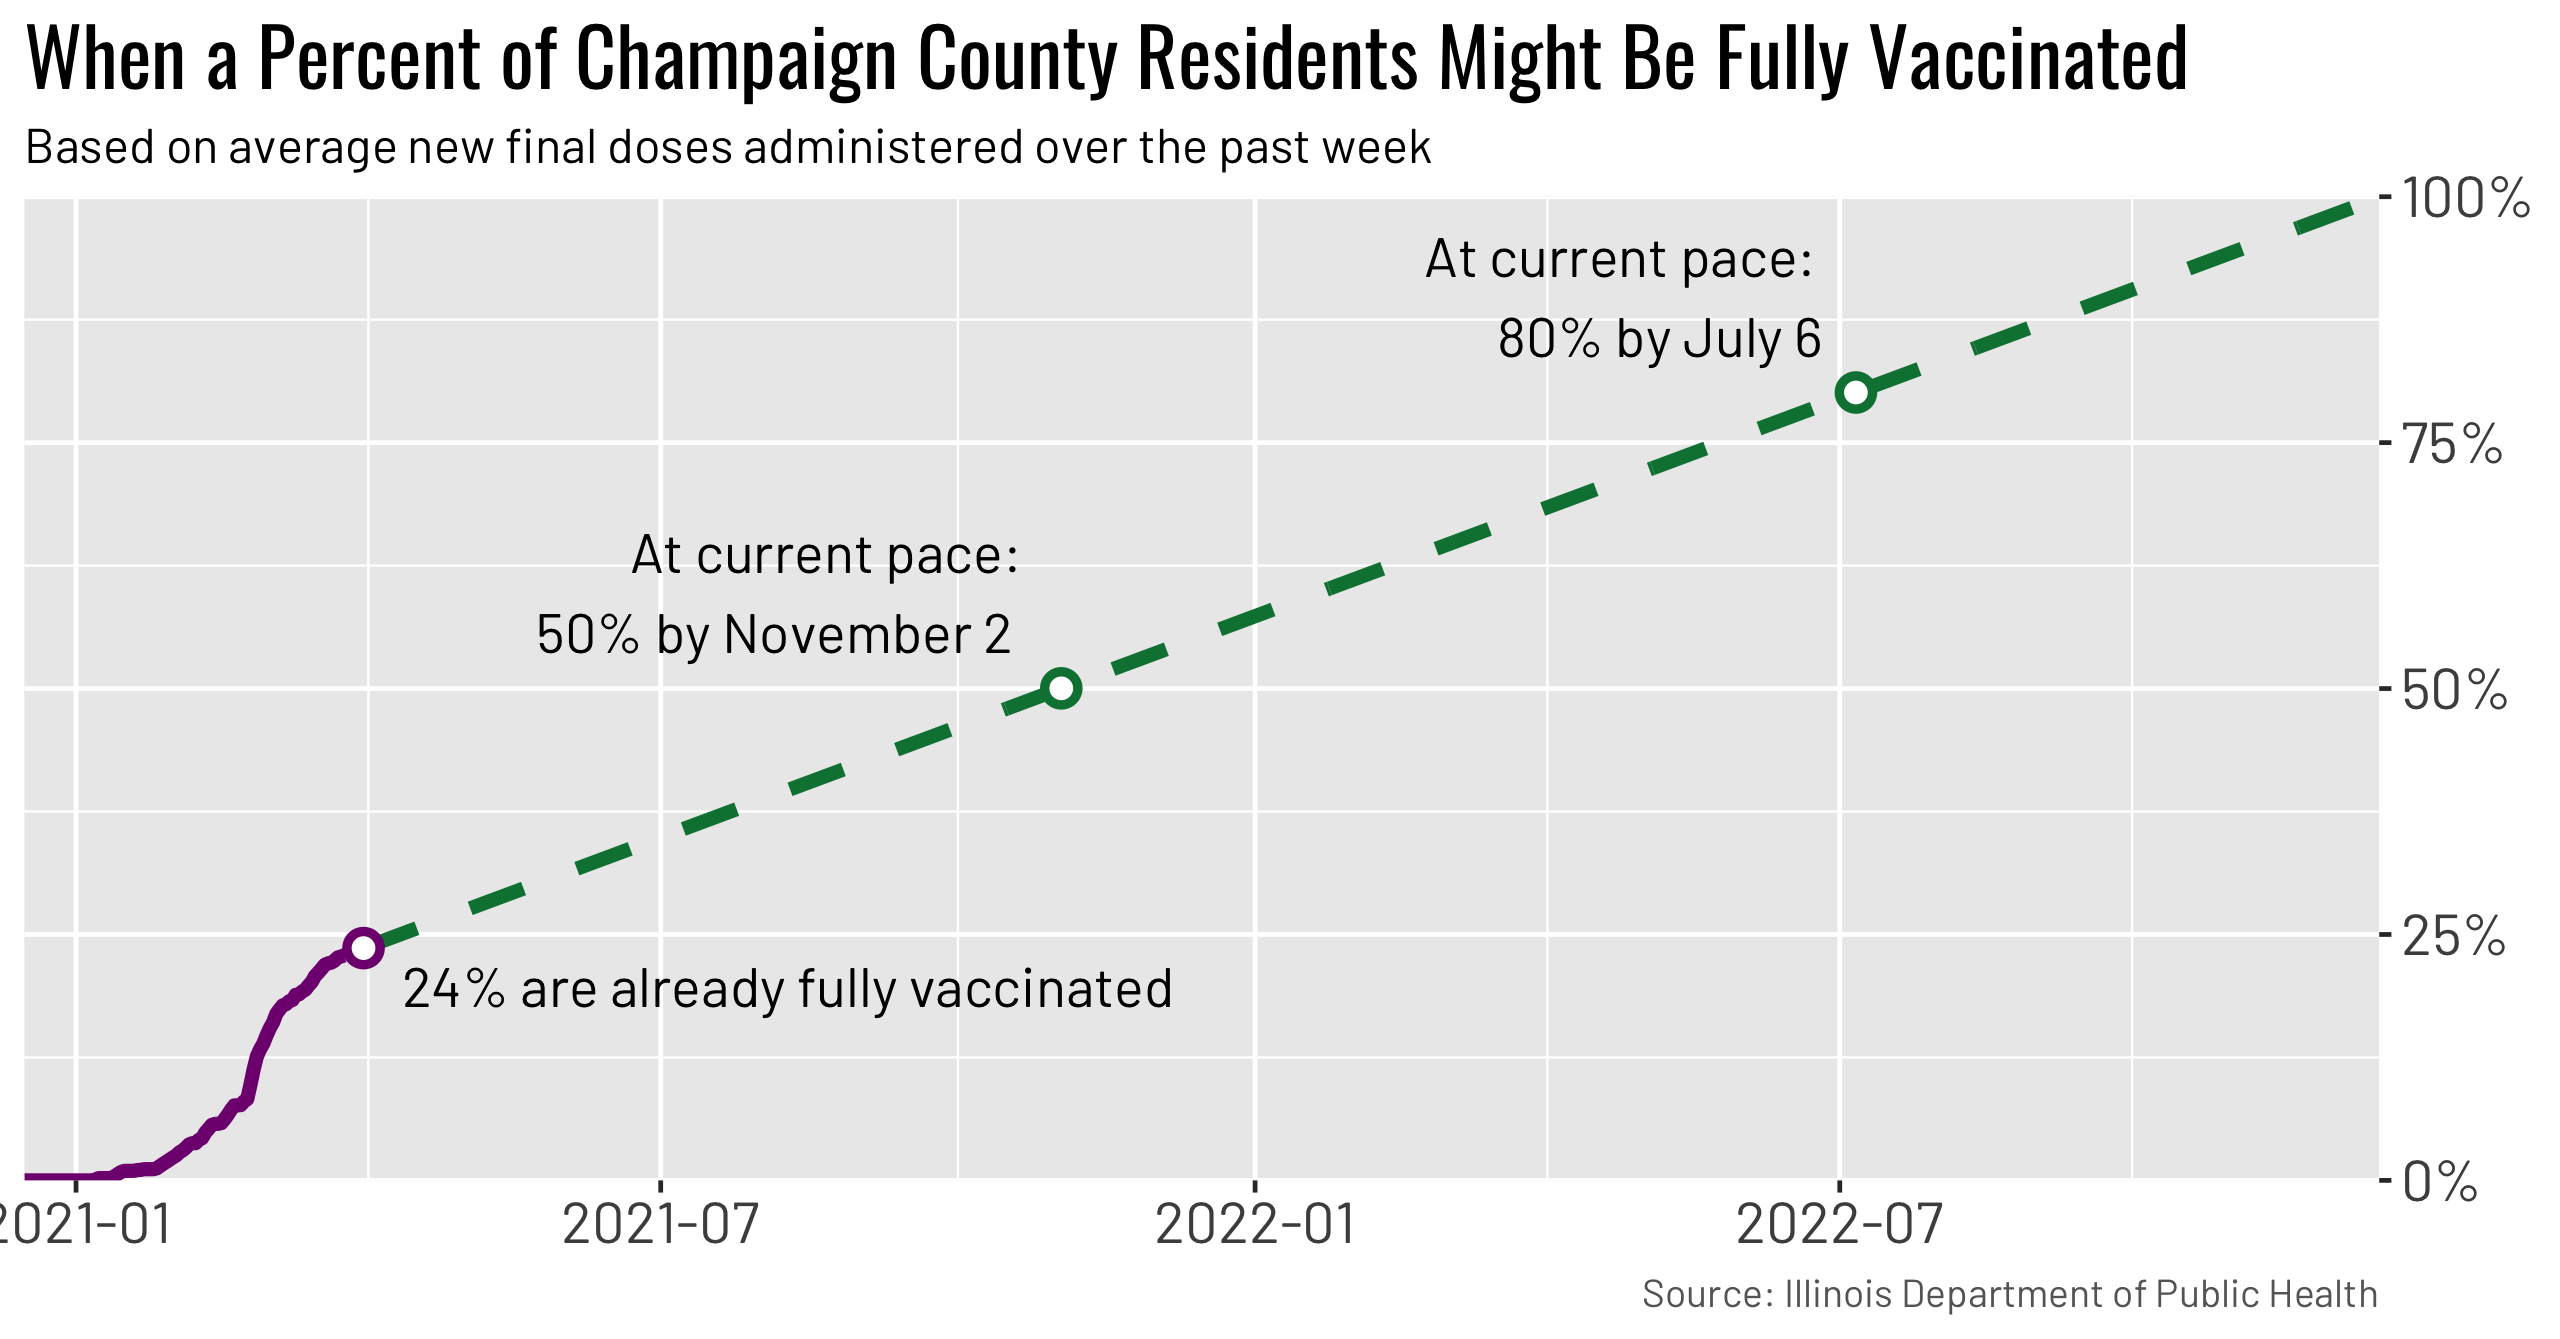 When a Percent of Champaign County Residents Might Be Fully Vaccinated
Based on average new final doses administered over the past week
100%
At current pace:
80% by July 6
75%
At current pace:
50% by November 2
50%
25%
24% are already fully vaccinated
0%
2021-01
2021-07
2022-01
2022-07
Source: Illinois Department of Public Health